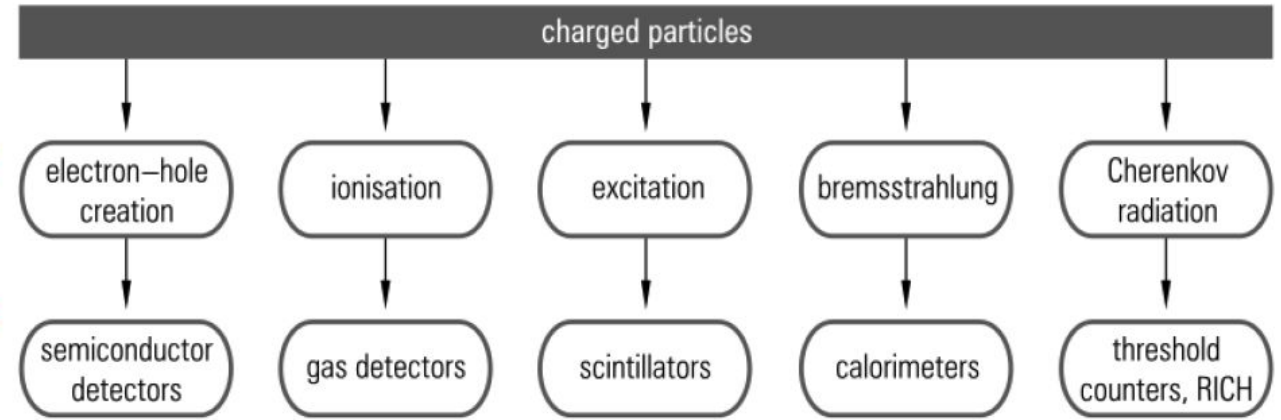 charged particles
electron–hole
creation
ionisation
excitation
bremsstrahlung
Cherenkov
radiation
semiconductor
detectors
gas detectors
scintillators
calorimeters
threshold
counters, RICH